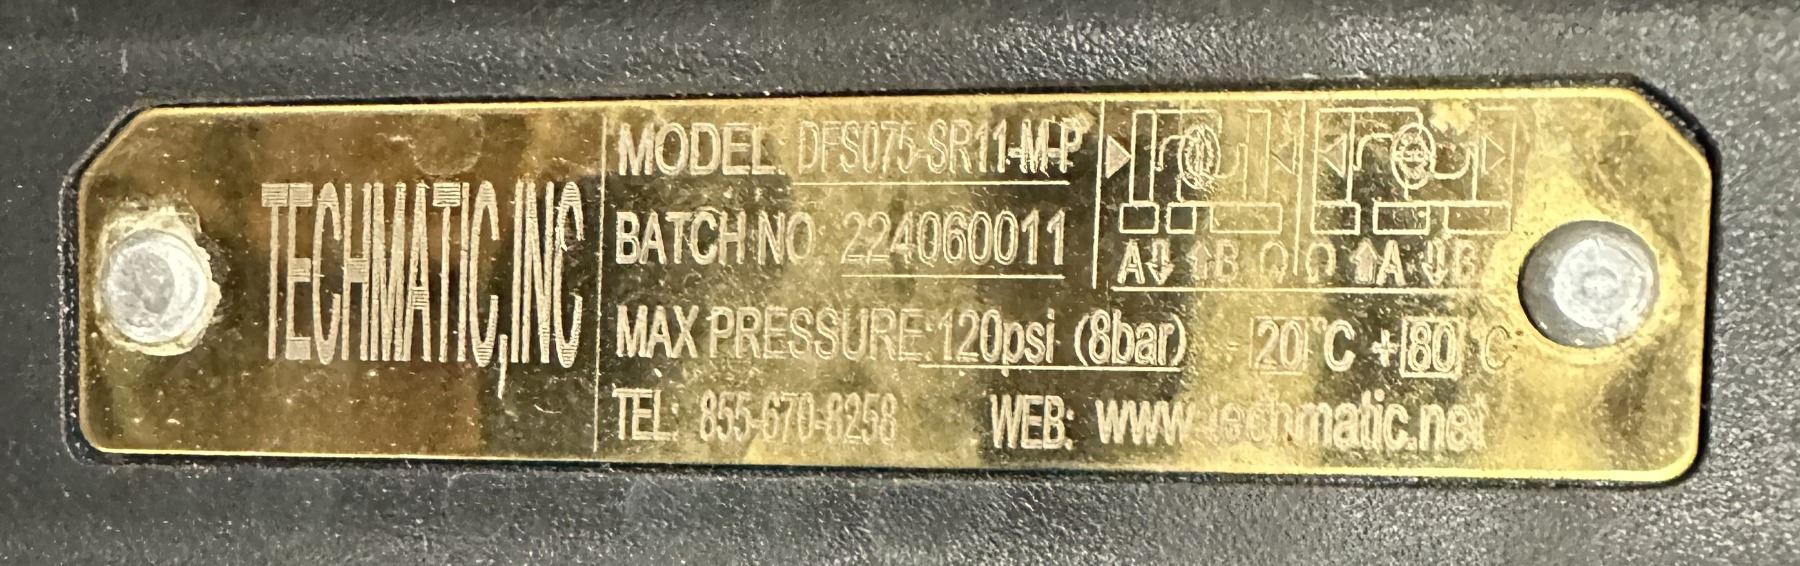 TECHMATIC,INC
MODEL: DFS075-SR11-M-P
BATCH NO. 224060011
A⇩ ⇧B Ω Ω ⇧A ⇩B
MAX PRESSURE: 120psi (8bar) -20°C +80°C
TEL: 855-670-8258 WEB: www.techmatic.net